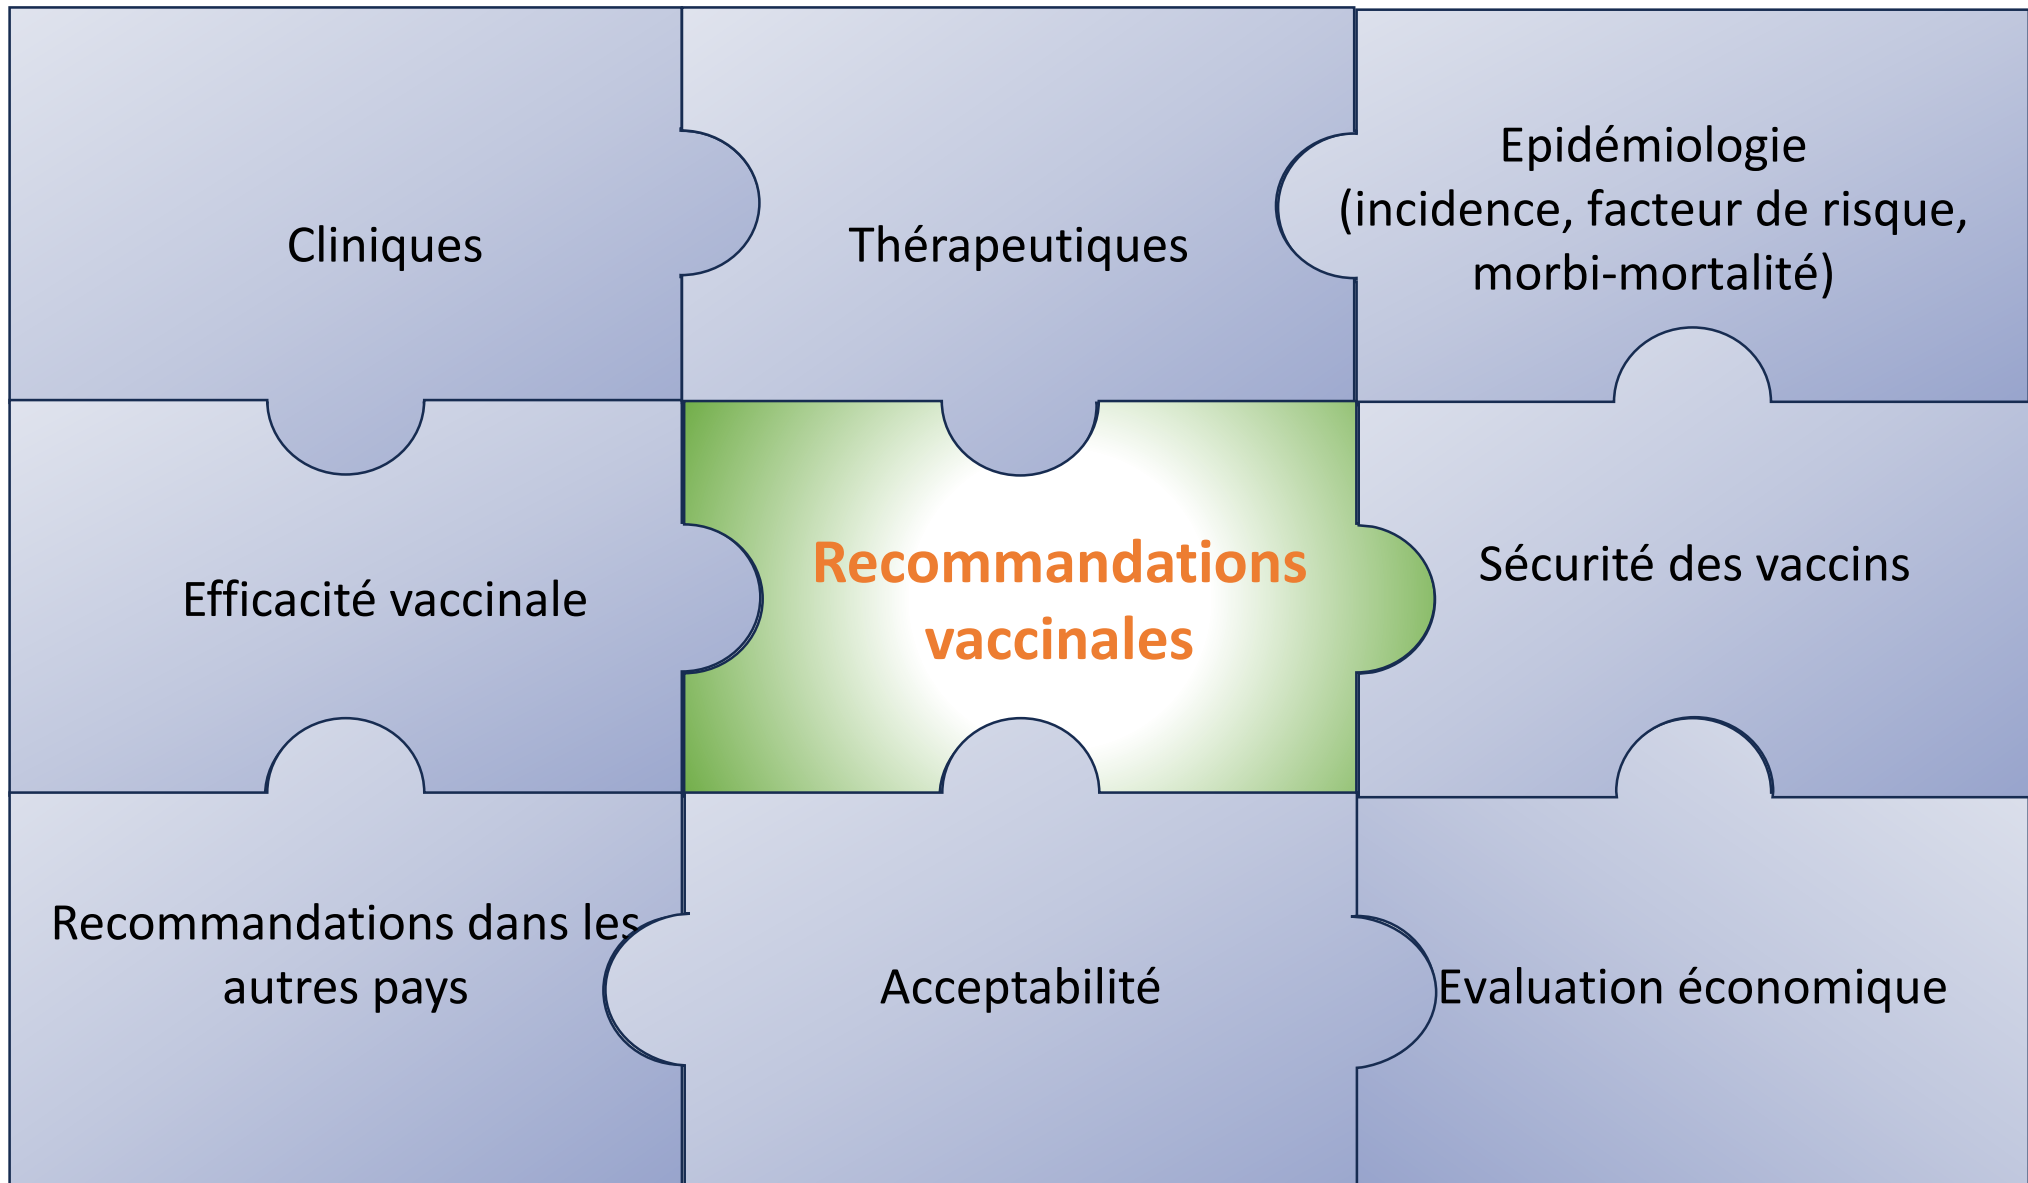 Cliniques
Thérapeutiques
Epidémiologie
(incidence, facteur de risque,
morbi-mortalité)
Efficacité vaccinale
Recommandations
vaccinales
Sécurité des vaccins
Recommandations dans les
autres pays
Acceptabilité
Evaluation économique